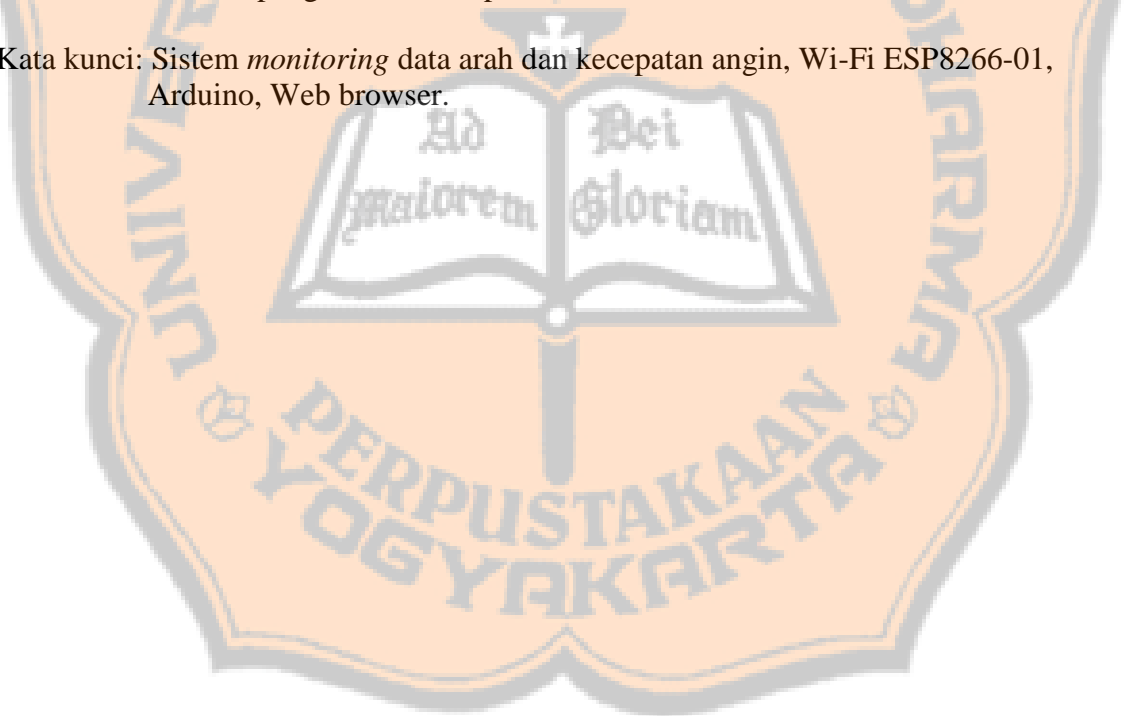 Kata kunci: Sistem monitoring data arah dan kecepatan angin, Wi-Fi ESP8266-01,
Arduino, Web browser.
Ad Dei
maiorem Gloriam
PERPUSTAKAAN
YOGYAKARTA